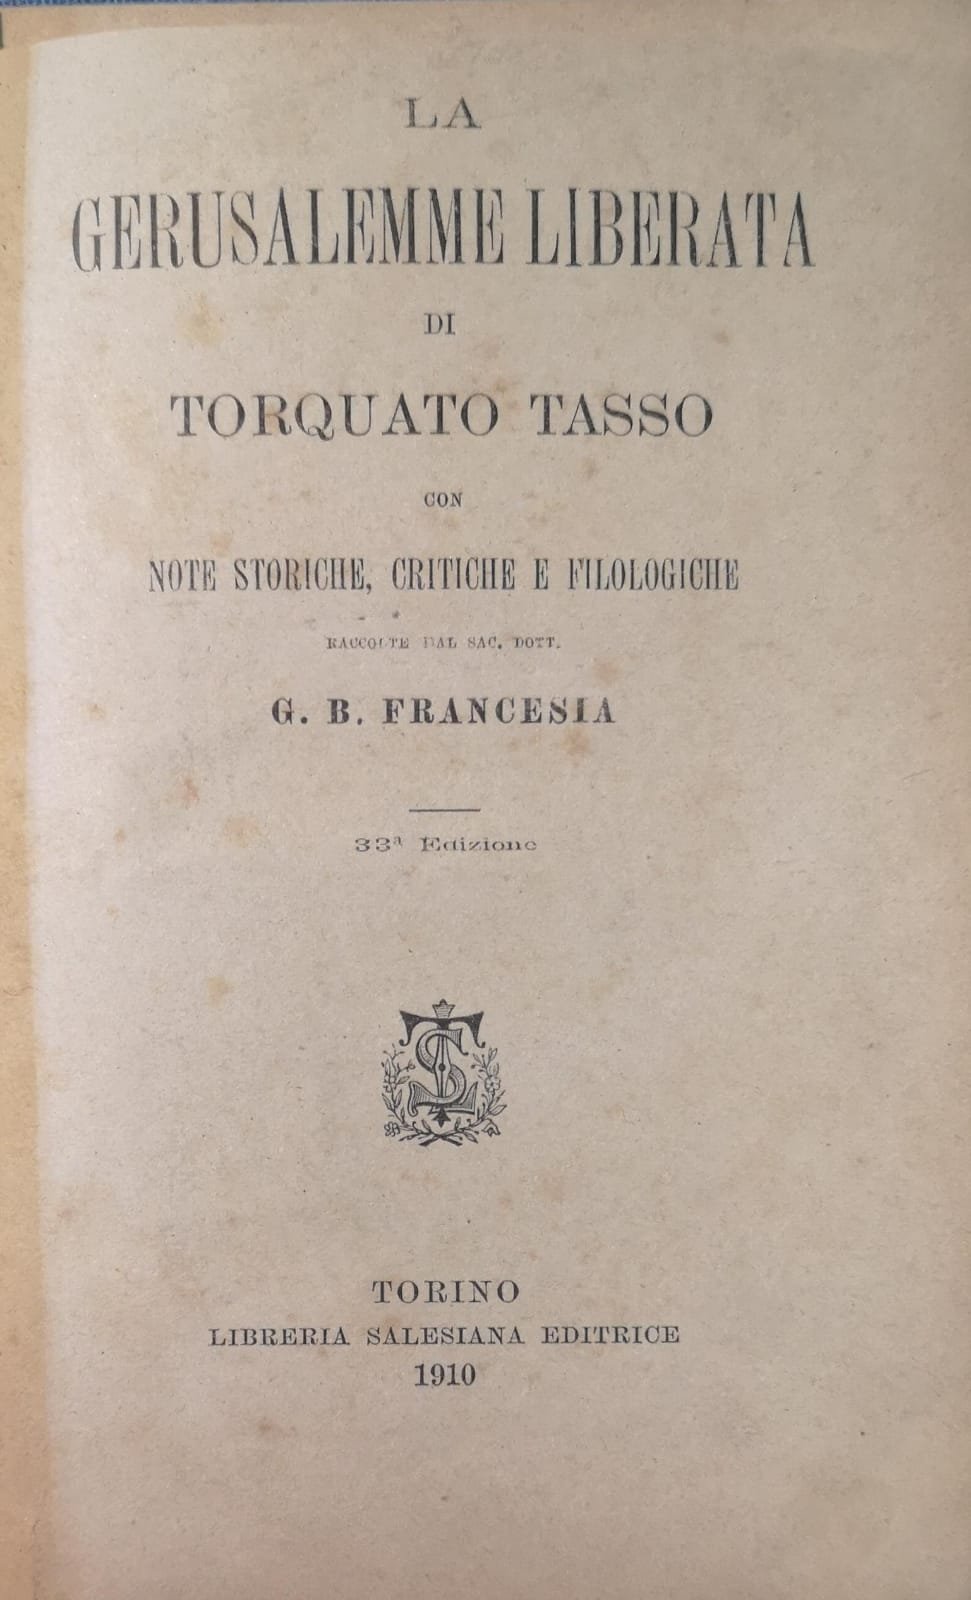 LA
GERUSALEMME LIBERATA
DI
TORQUATO TASSO
CON
NOTE STORICHE, CRITICHE E FILOLOGICHE
RACCOLTE DAL SAC. DOTT.
G. B. FRANCESIA
33ª Edizione
TORINO
LIBRERIA SALESIANA EDITRICE
1910